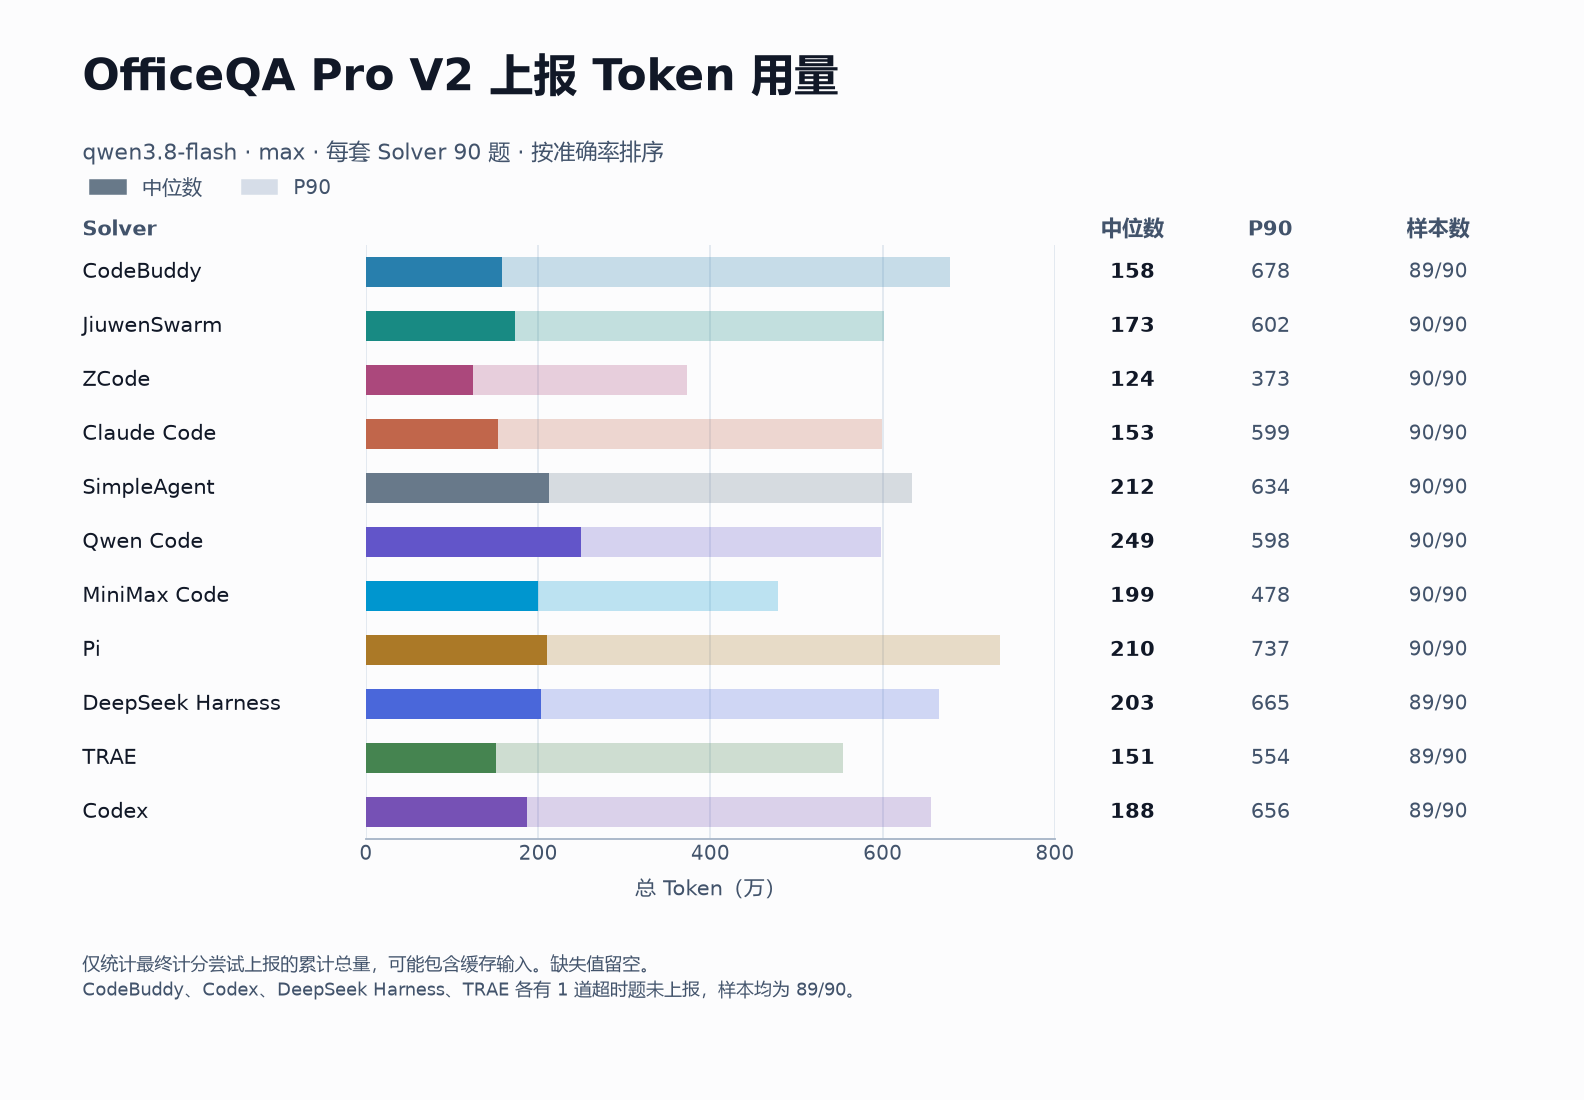 OfficeQA Pro V2 上报 Token 用量
qwen3.8-flash · max · 每套 Solver 90 题 · 按准确率排序
中位数 P90
Solver 中位数 P90 样本数
CodeBuddy 158 678 89/90
JiuwenSwarm 173 602 90/90
ZCode 124 373 90/90
Claude Code 153 599 90/90
SimpleAgent 212 634 90/90
Qwen Code 249 598 90/90
MiniMax Code 199 478 90/90
Pi 210 737 90/90
DeepSeek Harness 203 665 89/90
TRAE 151 554 89/90
Codex 188 656 89/90
0 200 400 600 800
总 Token（万）
仅统计最终计分尝试上报的累计总量，可能包含缓存输入。缺失值留空。
CodeBuddy、Codex、DeepSeek Harness、TRAE 各有 1 道超时题未上报，样本均为 89/90。